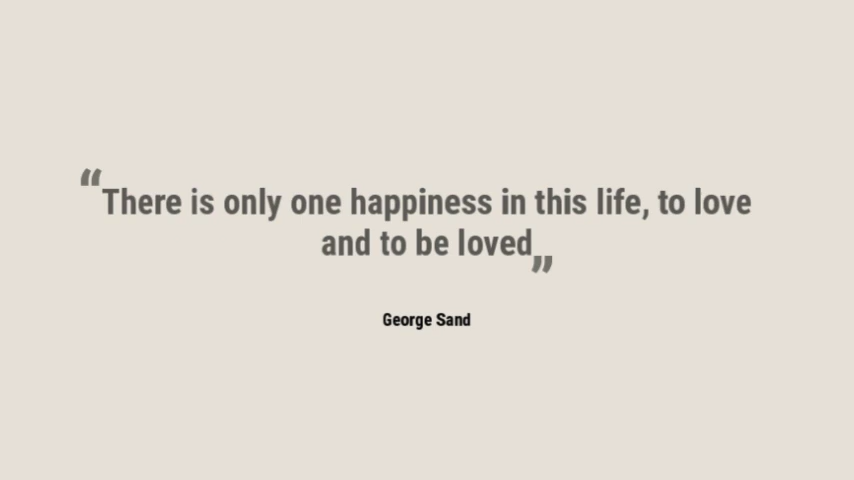 “There is only one happiness in this life, to love
and to be loved”
George Sand